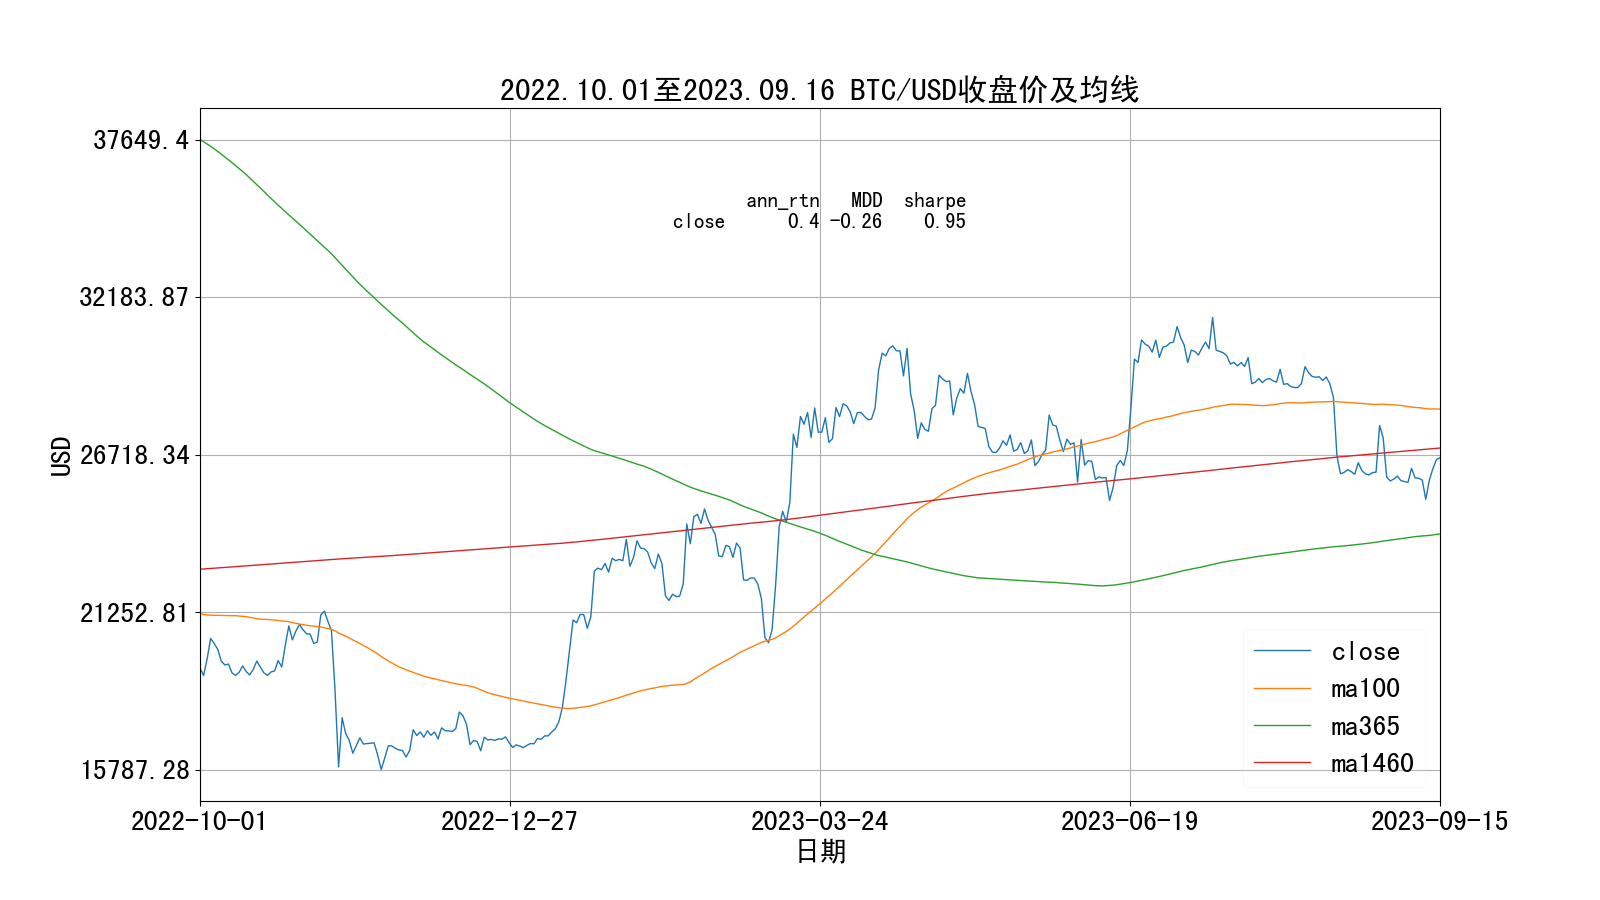 2022.10.01至2023.09.16 BTC/USD收盘价及均线
37649.4
32183.87
26718.34
21252.81
15787.28
USD
ann_rtn MDD sharpe
close 0.4 -0.26 0.95
close
ma100
ma365
ma1460
2022-10-01 2022-12-27 2023-03-24 2023-06-19 2023-09-15
日期